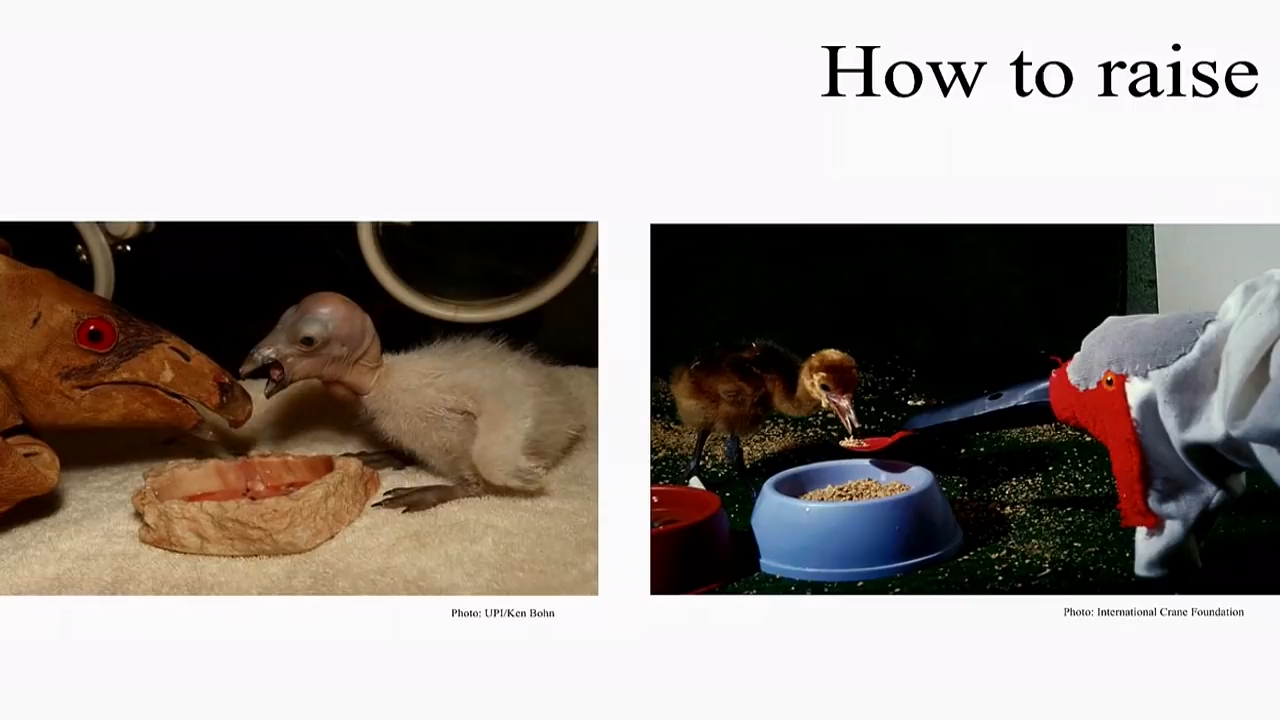 How to raise
Photo: UPI/Ken Bohn
Photo: International Crane Foundation